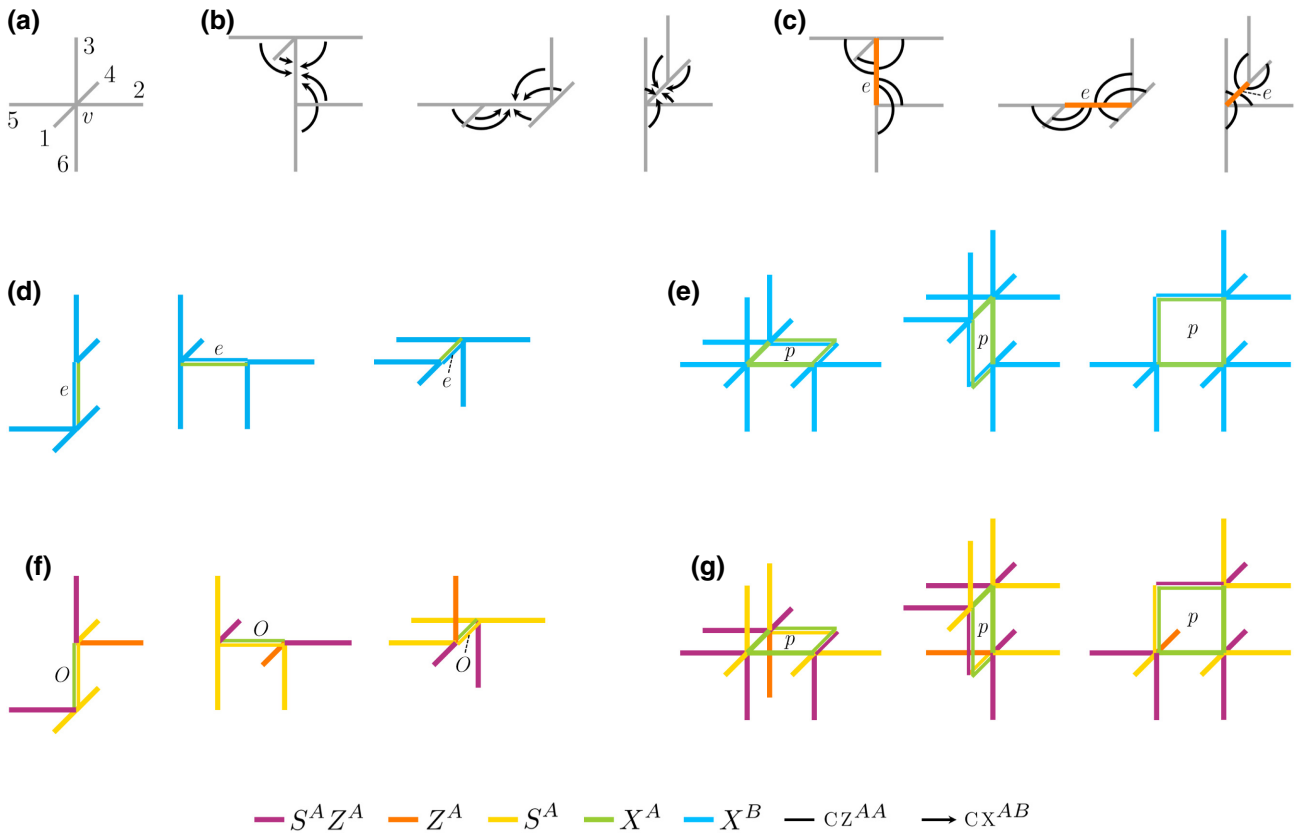 (a)
3
4
2
5
v
1
6
(b)
(c)
e
e
e
(d)
e
e
e
(e)
p
p
p
(f)
O
O
O
(g)
p
p
p
S^A Z^A Z^A S^A X^A X^B CZ^{AA} CX^{AB}